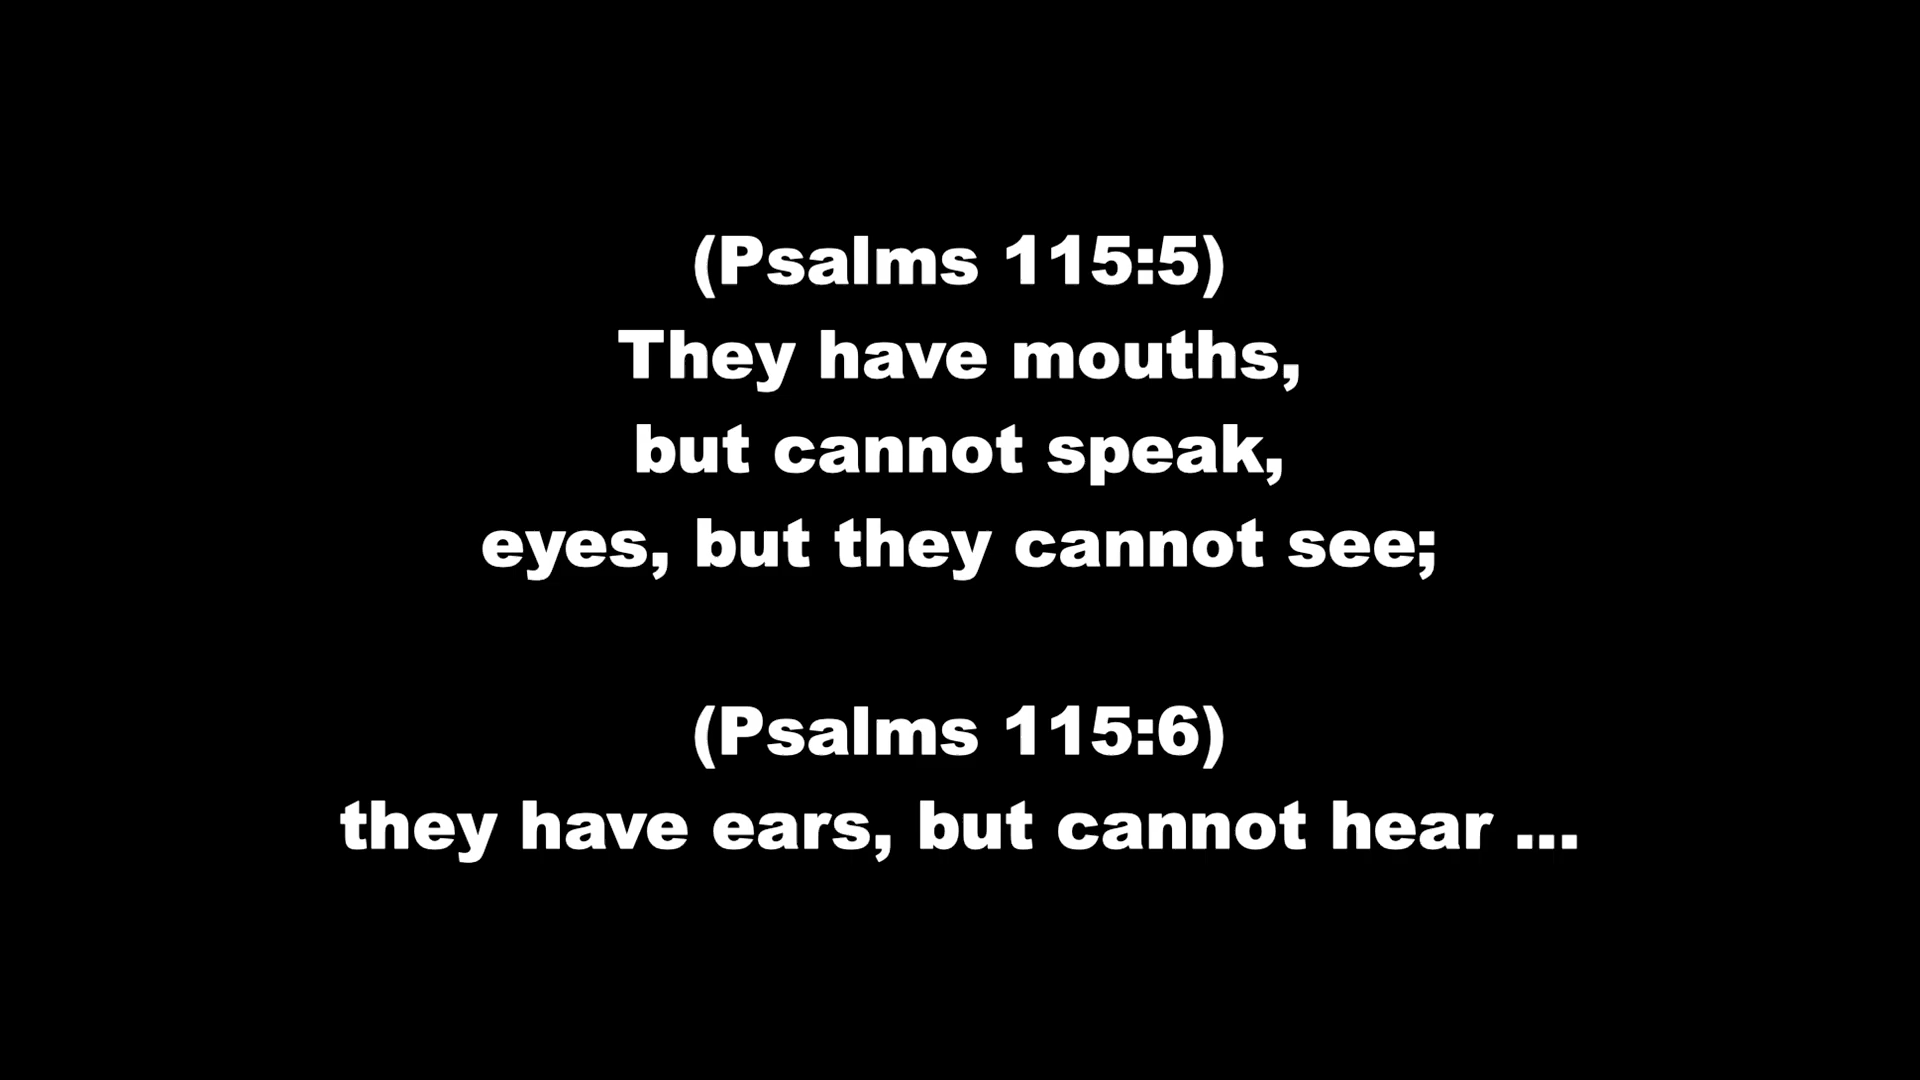 (Psalms 115:5)
They have mouths,
but cannot speak,
eyes, but they cannot see;
(Psalms 115:6)
they have ears, but cannot hear ...